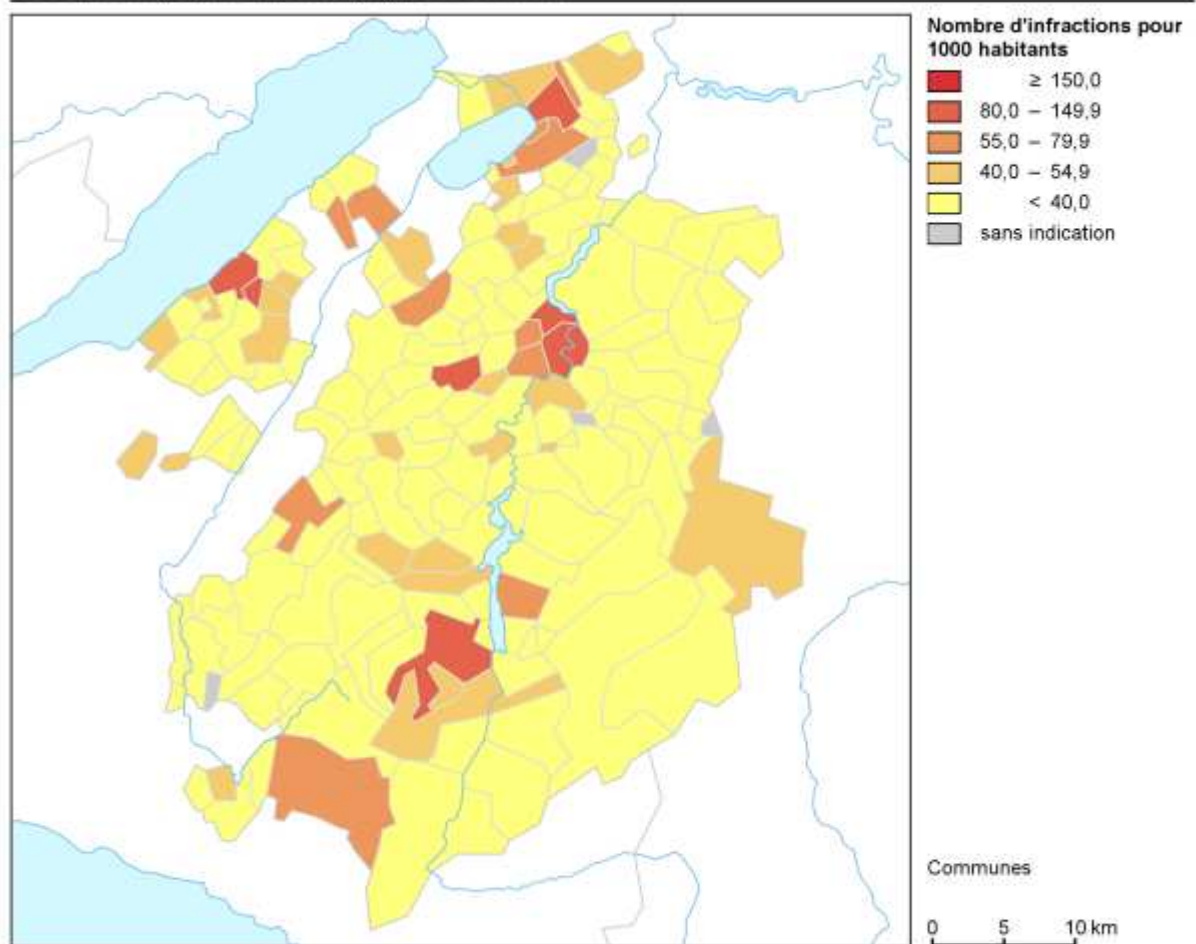 Nombre d'infractions pour
1000 habitants
≥ 150,0
80,0 – 149,9
55,0 – 79,9
40,0 – 54,9
< 40,0
sans indication
Communes
0 5 10 km